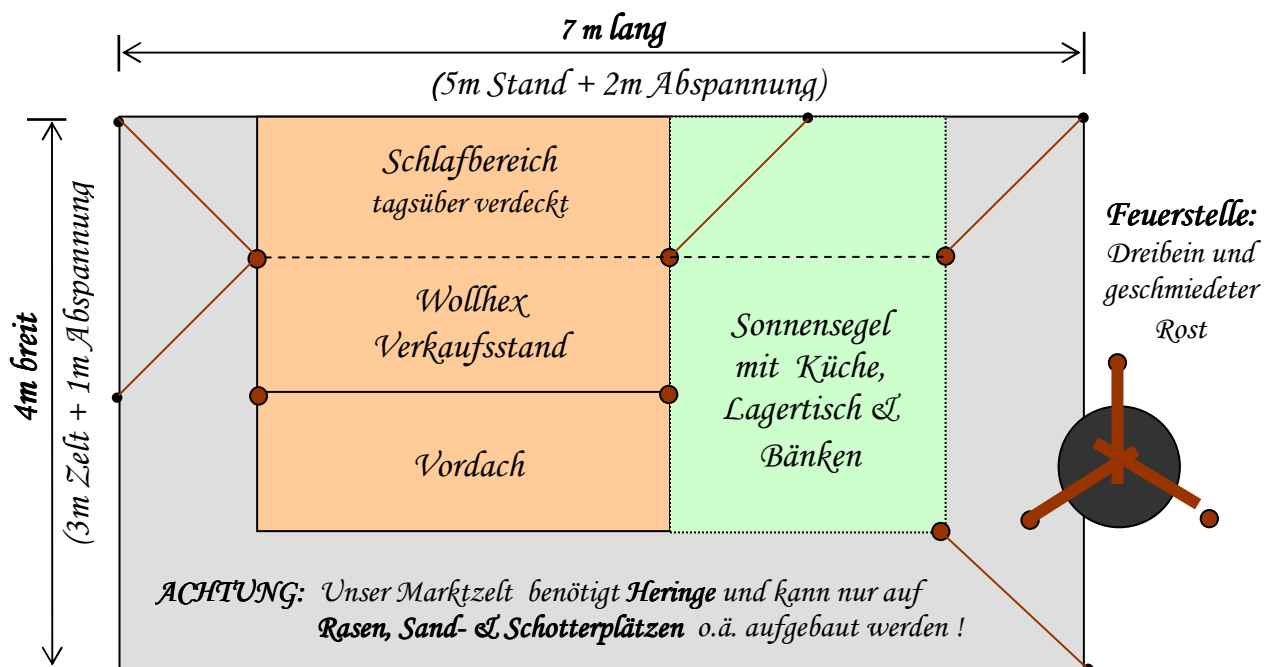 7 m lang
(5m Stand + 2m Abspannung)
4m breit
(3m Zelt + 1m Abspannung
Schlafbereich
tagsüber verdeckt
Wollhex
Verkaufsstand
Vordach
Sonnensegel
mit Küche,
Lagertisch &
Bänken
Feuerstelle:
Dreibein und
geschmiedeter
Rost
ACHTUNG: Unser Marktzelt benötigt Heringe und kann nur auf
Rasen, Sand- & Schotterplätzen o.ä. aufgebaut werden !